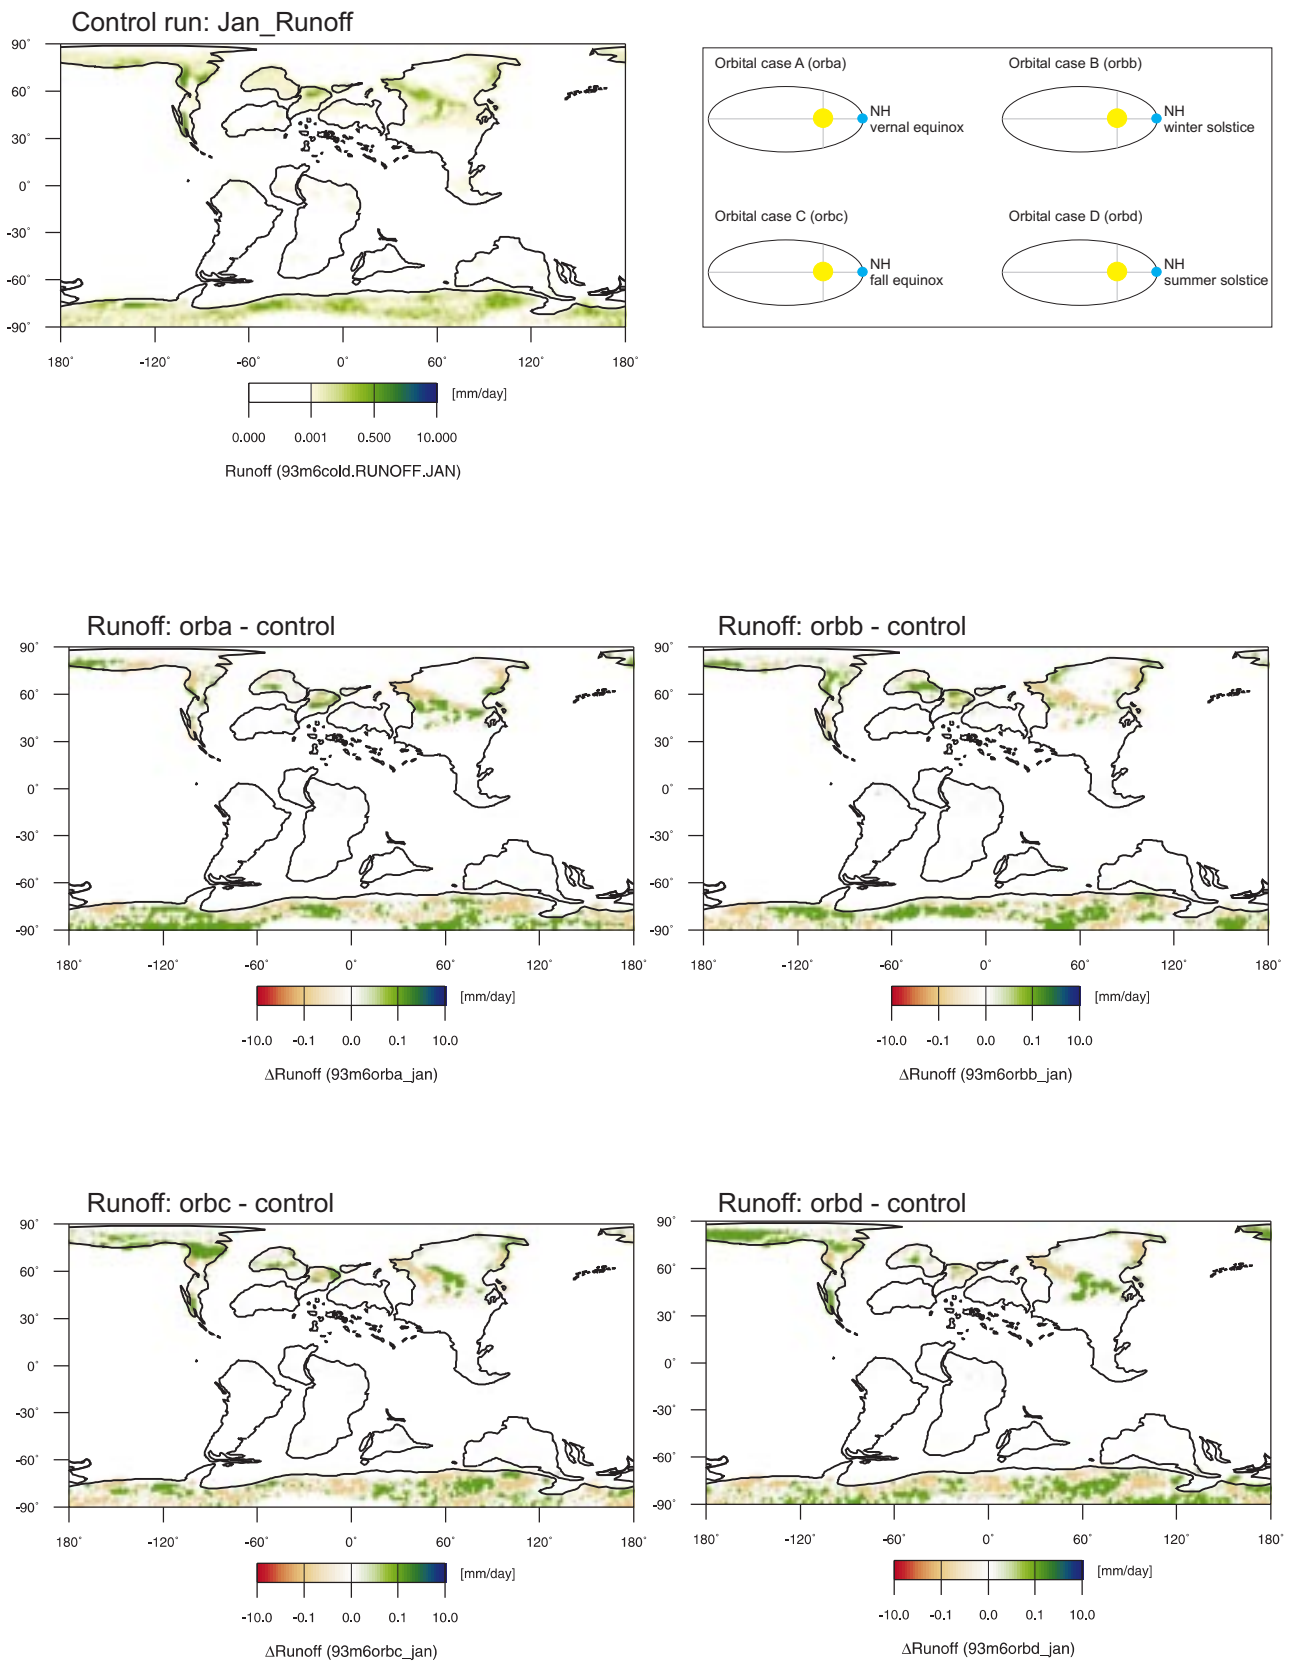 Control run: Jan_Runoff
90˚
60˚
30˚
0˚
-30˚
-60˚
-90˚
180˚ -120˚ -60˚ 0˚ 60˚ 120˚ 180˚
[mm/day]
0.000 0.001 0.500 10.000
Runoff (93m6cold.RUNOFF.JAN)
Orbital case A (orba)
NH
vernal equinox
Orbital case B (orbb)
NH
winter solstice
Orbital case C (orbc)
NH
fall equinox
Orbital case D (orbd)
NH
summer solstice
Runoff: orba - control
90˚
60˚
30˚
0˚
-30˚
-60˚
-90˚
180˚ -120˚ -60˚ 0˚ 60˚ 120˚ 180˚
[mm/day]
-10.0 -0.1 0.0 0.1 10.0
∆Runoff (93m6orba_jan)
Runoff: orbb - control
90˚
60˚
30˚
0˚
-30˚
-60˚
-90˚
180˚ -120˚ -60˚ 0˚ 60˚ 120˚ 180˚
[mm/day]
-10.0 -0.1 0.0 0.1 10.0
∆Runoff (93m6orbb_jan)
Runoff: orbc - control
90˚
60˚
30˚
0˚
-30˚
-60˚
-90˚
180˚ -120˚ -60˚ 0˚ 60˚ 120˚ 180˚
[mm/day]
-10.0 -0.1 0.0 0.1 10.0
∆Runoff (93m6orbc_jan)
Runoff: orbd - control
90˚
60˚
30˚
0˚
-30˚
-60˚
-90˚
180˚ -120˚ -60˚ 0˚ 60˚ 120˚ 180˚
[mm/day]
-10.0 -0.1 0.0 0.1 10.0
∆Runoff (93m6orbd_jan)